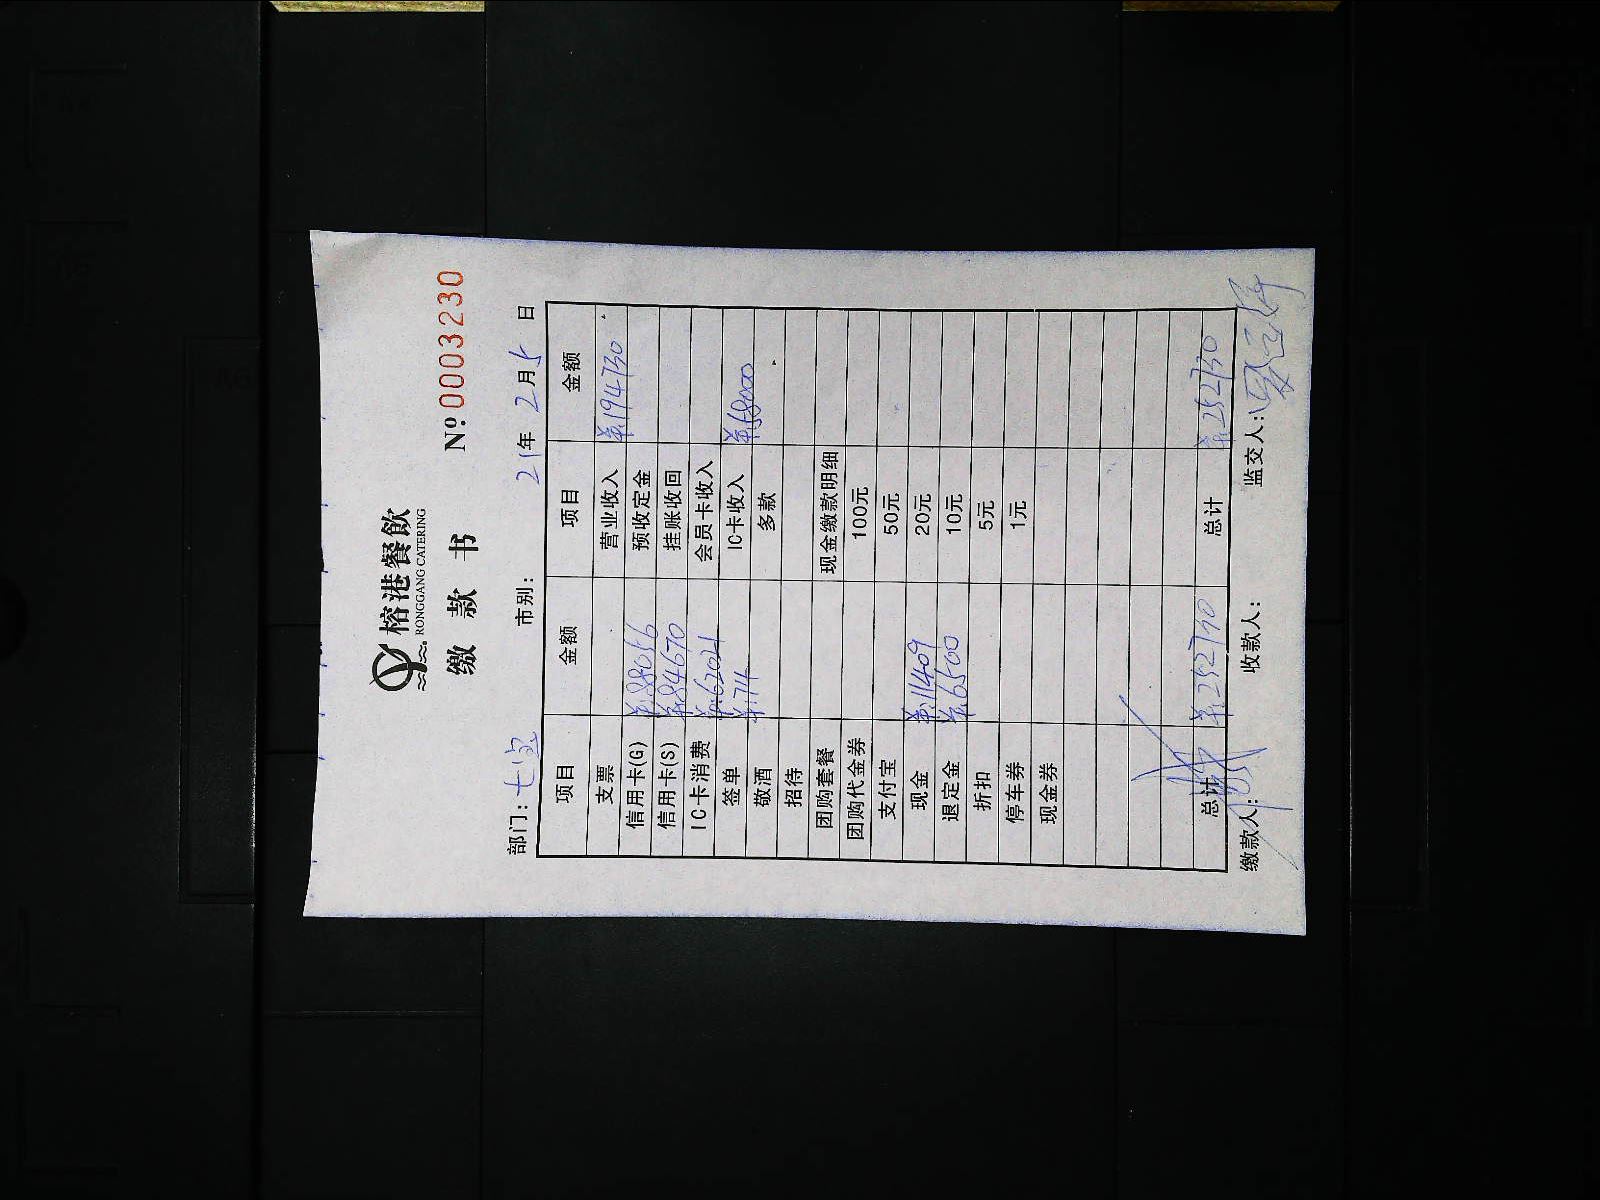 榕港餐飲
RONGGANG CATERING
缴 款 书 Nº:0003230
部门:七宝 市别: 21年 2月5日
项目 金额 项目 金额
支票 营业收入 ¥:194730
信用卡(G) ¥:88056 预收定金
信用卡(S) ¥:84670 挂账收回
IC卡消费 ¥:62021 会员卡收入
签单 ¥:74 IC卡收入 ¥:58000
敬酒 多款
招待
团购套餐 现金缴款明细
团购代金券 100元
支付宝 50元
现金 ¥:11409 20元
退定金 ¥:6500 10元
折扣 5元
停车券 1元
现金券
总计 ¥:252730 总计 ¥:252730
缴款人: 收款人: 监交人: